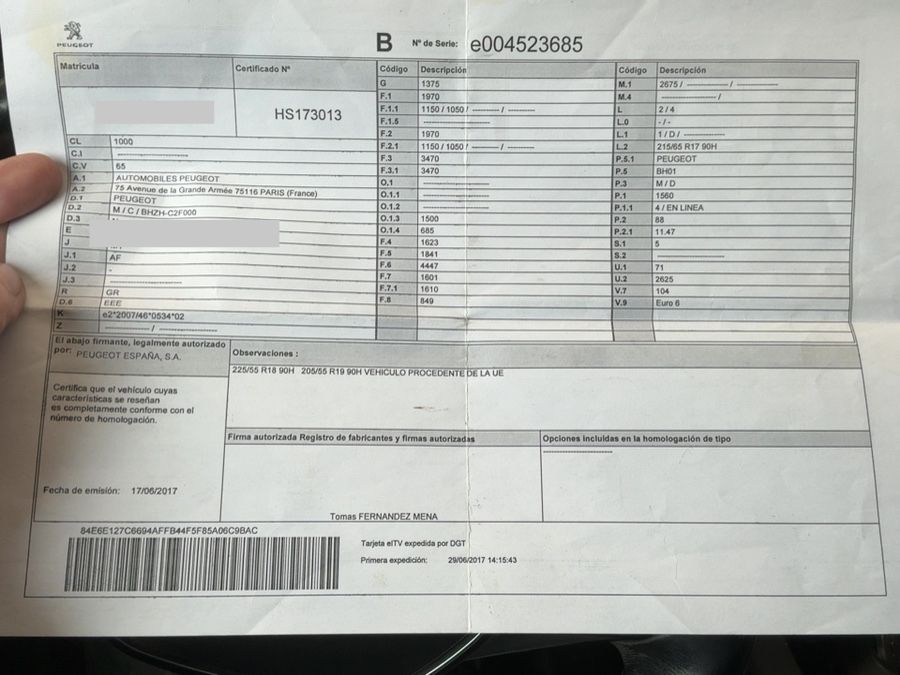 PEUGEOT
B Nº de Serie: e004523685
Matrícula
Certificado Nº
HS173013
CL 1000
C.I --------------------
C.V 65
A.1 AUTOMOBILES PEUGEOT
A.2 75 Avenue de la Grande Armée 75116 PARIS (France)
D.1 PEUGEOT
D.2 M / C / BHZH-C2F000
D.3
E
J
J.1 AF
J.2 -
J.3 --------------------
R GR
D.6 EEE
K e2*2007/46*0534*02
Z -------------- / --------------------
Código Descripción
G 1375
F.1 1970
F.1.1 1150 / 1050 / ---------- / ----------
F.1.5 --------------------
F.2 1970
F.2.1 1150 / 1050 / ---------- / ----------
F.3 3470
F.3.1 3470
O.1 --------------------
O.1.1 --------------------
O.1.2 --------------------
O.1.3 1500
O.1.4 685
F.4 1623
F.5 1841
F.6 4447
F.7 1601
F.7.1 1610
F.8 849
Código Descripción
M.1 2675 / ------------ / ------------
M.4 ------------------/
L 2 / 4
L.0 - / -
L.1 1 / D / ------------
L.2 215/65 R17 90H
P.5.1 PEUGEOT
P.5 BH01
P.3 M / D
P.1 1560
P.1.1 4 / EN LINEA
P.2 88
P.2.1 11.47
S.1 5
S.2 --------------------
U.1 71
U.2 2625
V.7 104
V.9 Euro 6
El abajo firmante, legalmente autorizado
por: PEUGEOT ESPAÑA, S.A.
Certifica que el vehículo cuyas
características se reseñan
es completamente conforme con el
número de homologación.
Fecha de emisión: 17/06/2017
Observaciones :
225/55 R18 90H 205/55 R19 90H VEHICULO PROCEDENTE DE LA UE
Firma autorizada Registro de fabricantes y firmas autorizadas
Tomas FERNANDEZ MENA
Opciones incluidas en la homologación de tipo
--------------------
84E6E127C6694AFFB44F5F85A06C9BAC
Tarjeta eITV expedida por DGT
Primera expedición: 29/06/2017 14:15:43